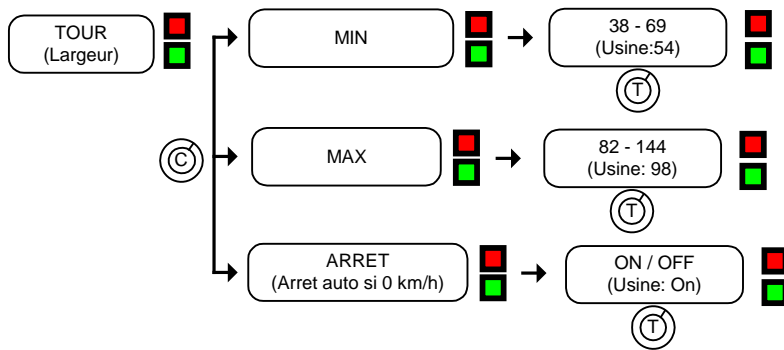 TOUR
(Largeur)
MIN
38 - 69
(Usine:54)
T
C
MAX
82 - 144
(Usine: 98)
T
ARRET
(Arret auto si 0 km/h)
ON / OFF
(Usine: On)
T